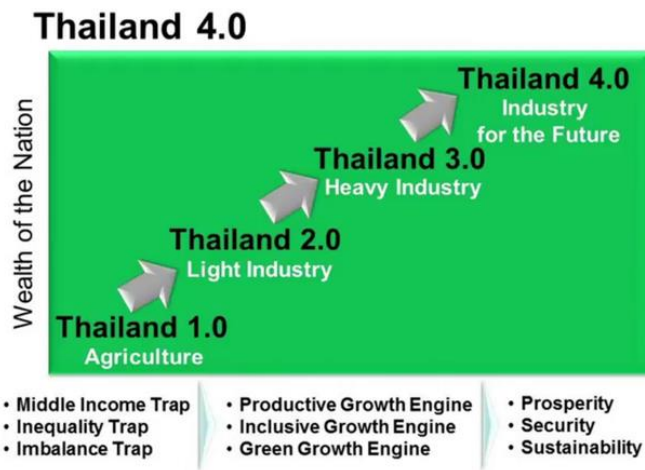 Thailand 4.0
Wealth of the Nation
Thailand 4.0
Industry
for the Future
Thailand 3.0
Heavy Industry
Thailand 2.0
Light Industry
Thailand 1.0
Agriculture
• Middle Income Trap
• Inequality Trap
• Imbalance Trap
• Productive Growth Engine
• Inclusive Growth Engine
• Green Growth Engine
• Prosperity
• Security
• Sustainability